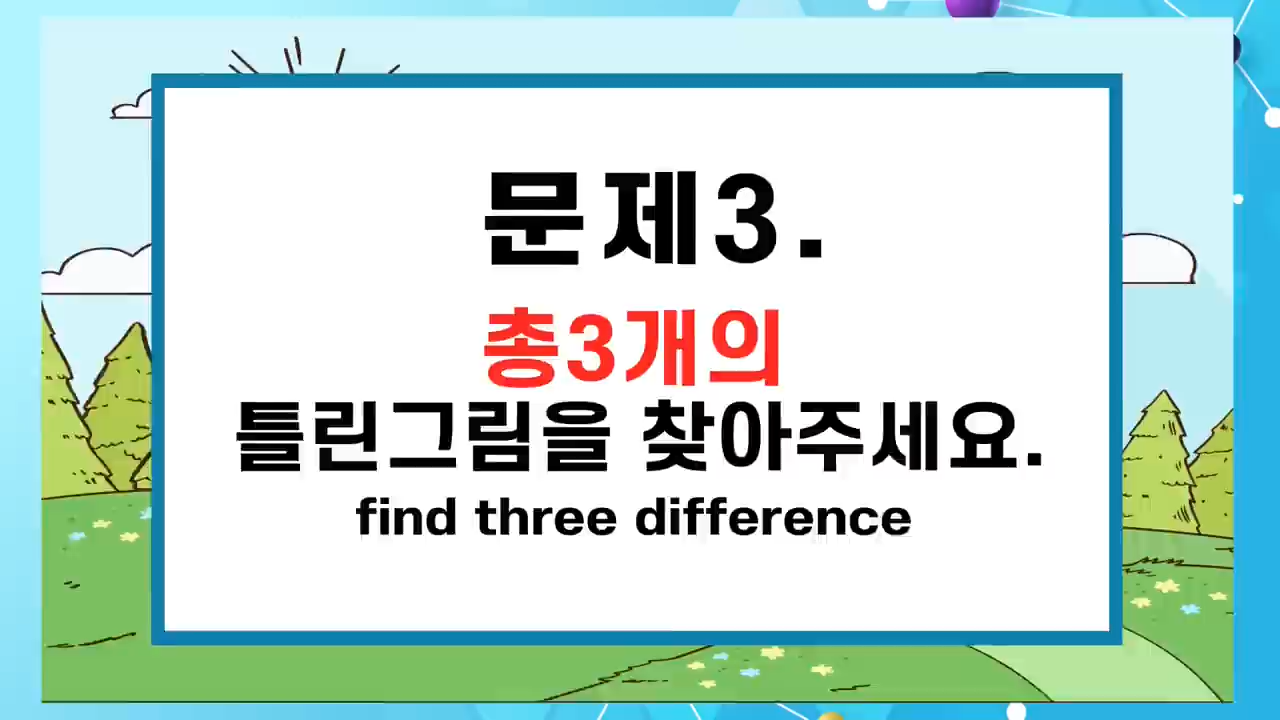 문제3.
총3개의
틀린그림을 찾아주세요.
find three difference